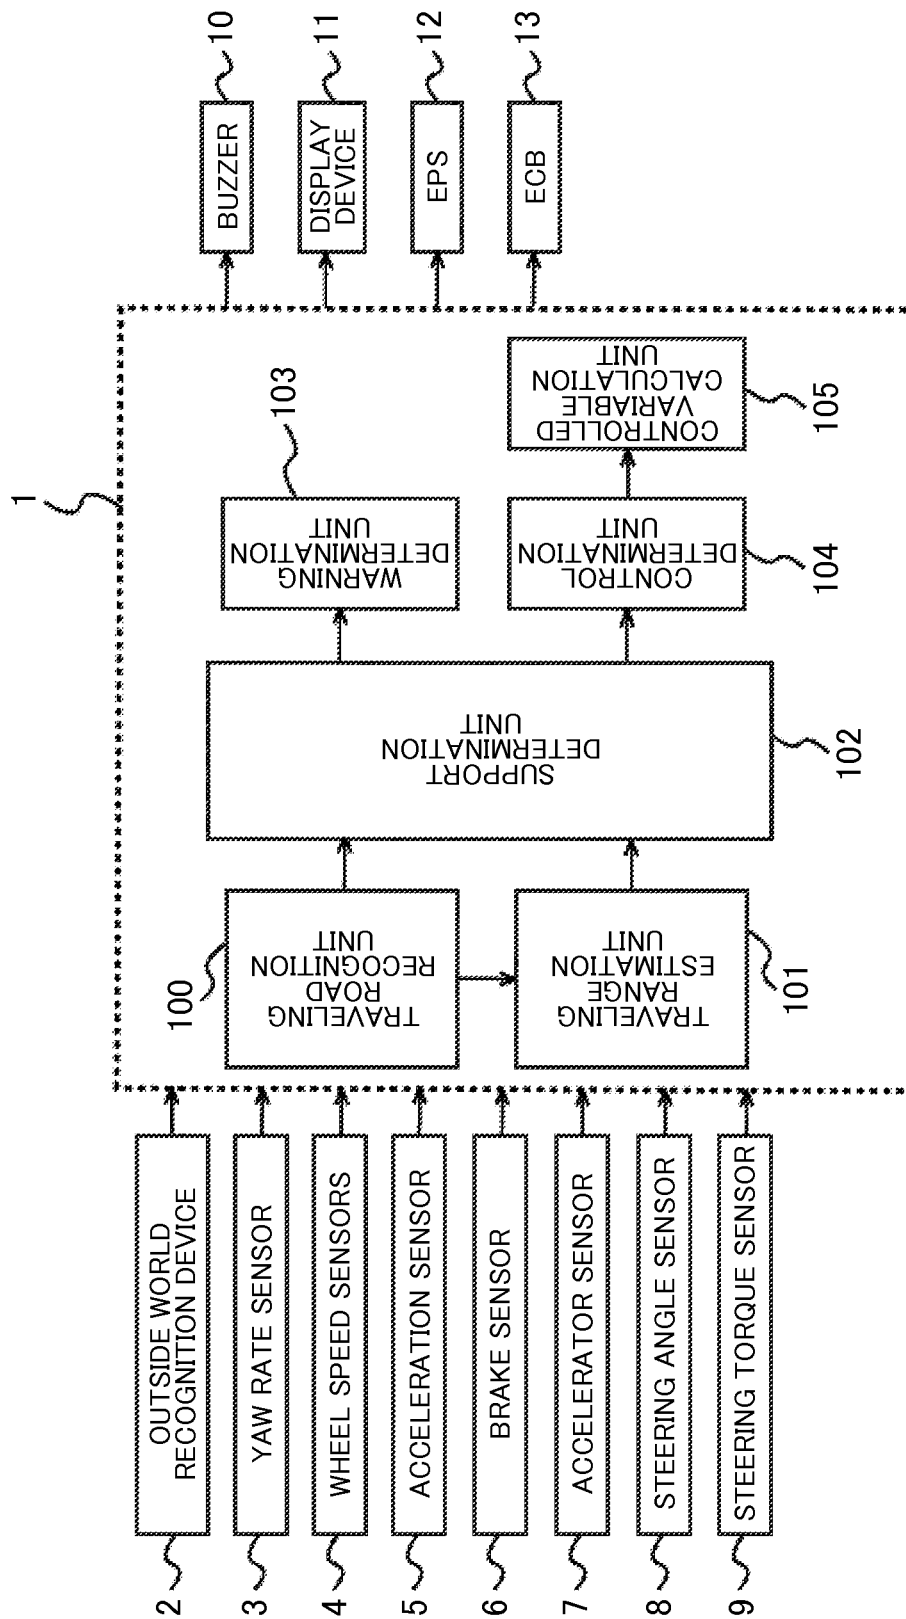 1
2
OUTSIDE WORLD
RECOGNITION DEVICE
3
YAW RATE SENSOR
4
WHEEL SPEED SENSORS
5
ACCELERATION SENSOR
6
BRAKE SENSOR
7
ACCELERATOR SENSOR
8
STEERING ANGLE SENSOR
9
STEERING TORQUE SENSOR
100
TRAVELING
ROAD
RECOGNITION
UNIT
TRAVELING
RANGE
ESTIMATION
UNIT
101
SUPPORT
DETERMINATION
UNIT
102
103
WARNING
DETERMINATION
UNIT
CONTROL
DETERMINATION
UNIT
104
CONTROLLED
VARIABLE
CALCULATION
UNIT
105
BUZZER
10
DISPLAY
DEVICE
11
EPS
12
ECB
13